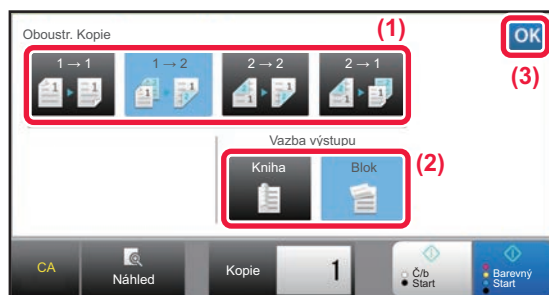 Oboustr. Kopie
(1)
OK
(3)
1 → 1
1 → 2
2 → 2
2 → 1
Vazba výstupu
Kniha
Blok
(2)
CA
Náhled
Kopie
1
Č/b
Start
Barevný
Start